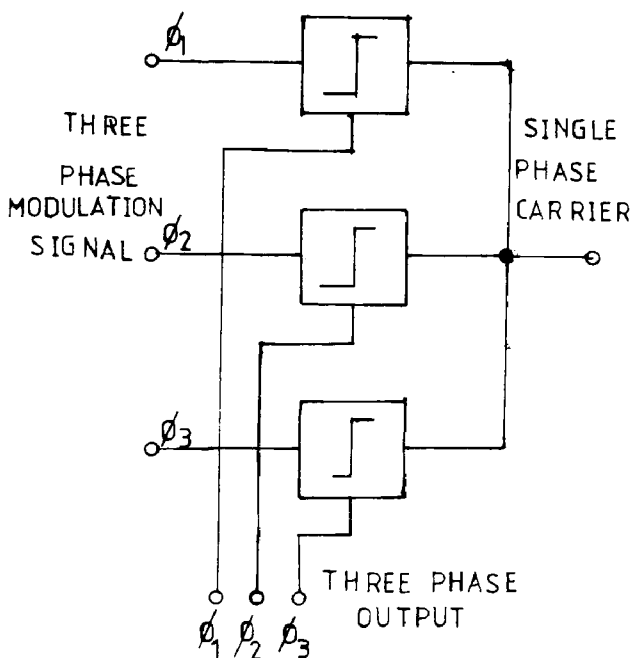 Ø1
THREE
PHASE
MODULATION
SIGNAL
Ø2
Ø3
SINGLE
PHASE
CARRIER
THREE PHASE
OUTPUT
Ø1 Ø2 Ø3